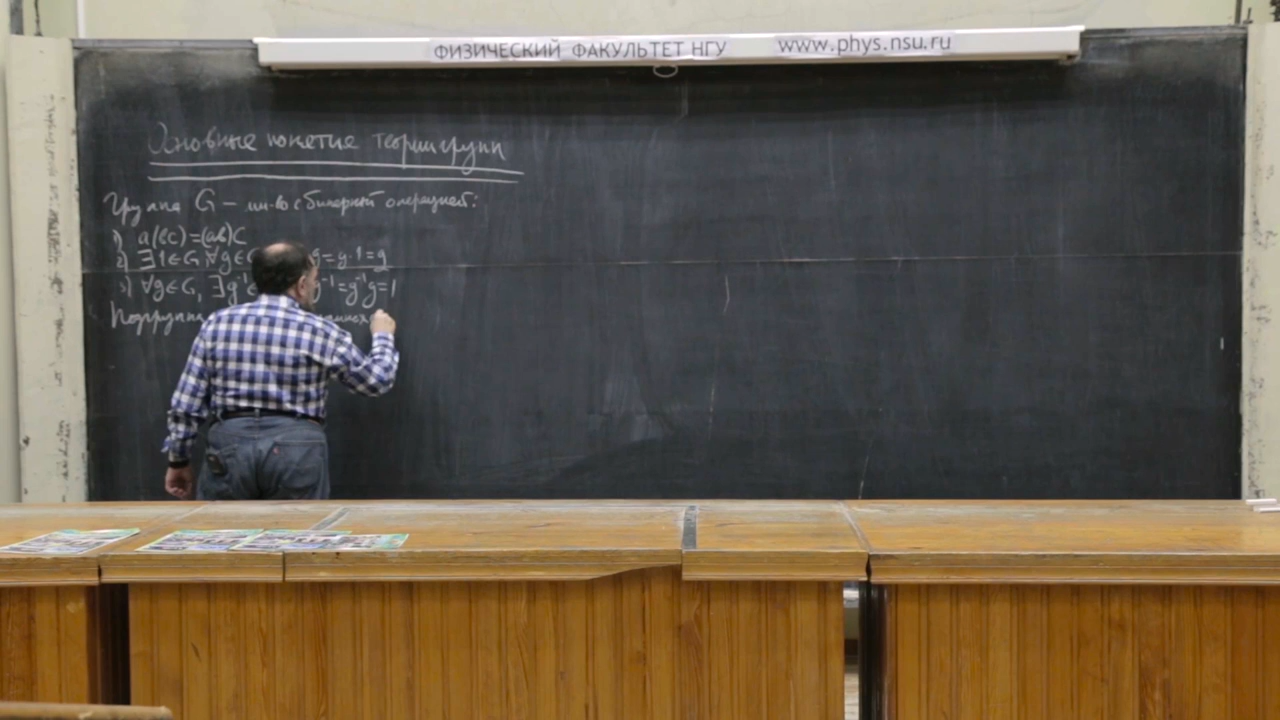 ФИЗИЧЕСКИЙ ФАКУЛЬТЕТ НГУ www.phys.nsu.ru
Основные понятие теории групп
Группа G – мн-во с бинарной операцией:
1) a(bc)=(ab)c
2) ∃1∈G, ∀g∈G g=g·1=g
3) ∀g∈G, ∃g⁻¹∈ g⁻¹=g⁻¹g=1
Подгруппа